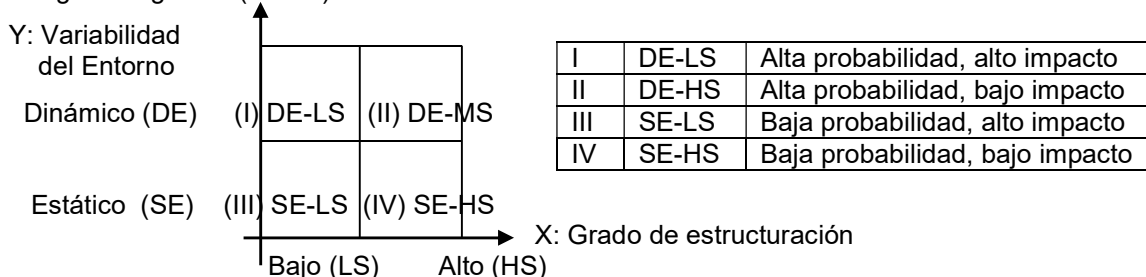 Y: Variabilidad
del Entorno
Dinámico (DE) (I) DE-LS (II) DE-MS
Estático (SE) (III) SE-LS (IV) SE-HS
X: Grado de estructuración
Bajo (LS) Alto (HS)
I DE-LS Alta probabilidad, alto impacto
II DE-HS Alta probabilidad, bajo impacto
III SE-LS Baja probabilidad, alto impacto
IV SE-HS Baja probabilidad, bajo impacto